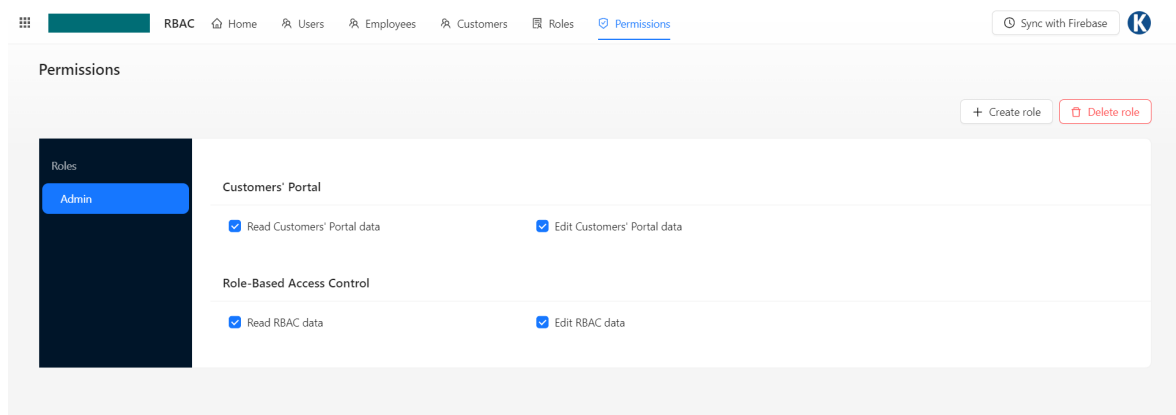 RBAC Home Users Employees Customers Roles Permissions Sync with Firebase K
Permissions
+ Create role Delete role
Roles
Admin
Customers' Portal
Read Customers' Portal data Edit Customers' Portal data
Role-Based Access Control
Read RBAC data Edit RBAC data